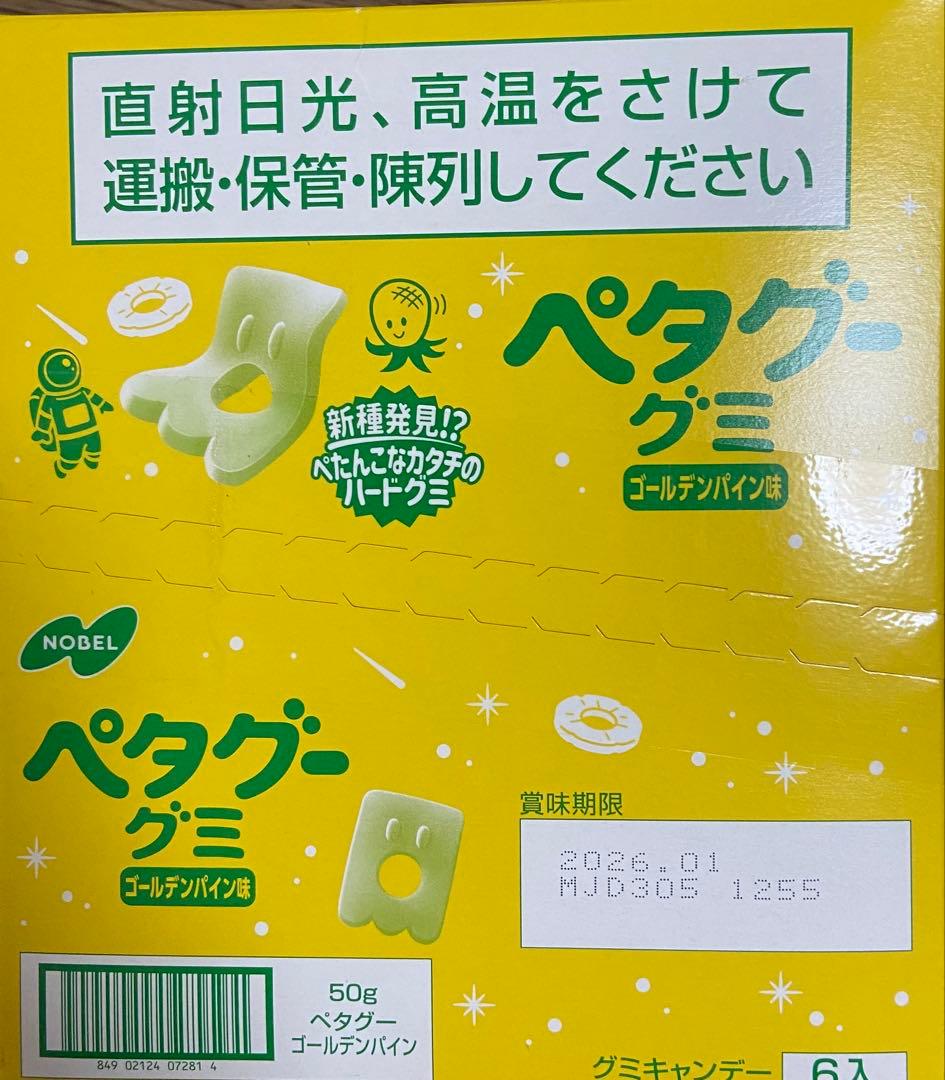 直射日光、高温をさけて
運搬・保管・陳列してください
ペタグー
グミ
ゴールデンパイン味
新種発見!?
ぺたんこなカタチの
ハードグミ
NOBEL
ペタグー
グミ
ゴールデンパイン味
賞味期限
2026.01
MJD305 1255
50g
ペタグー
ゴールデンパイン
849 02124 07281 4
グミキャンデー
6入